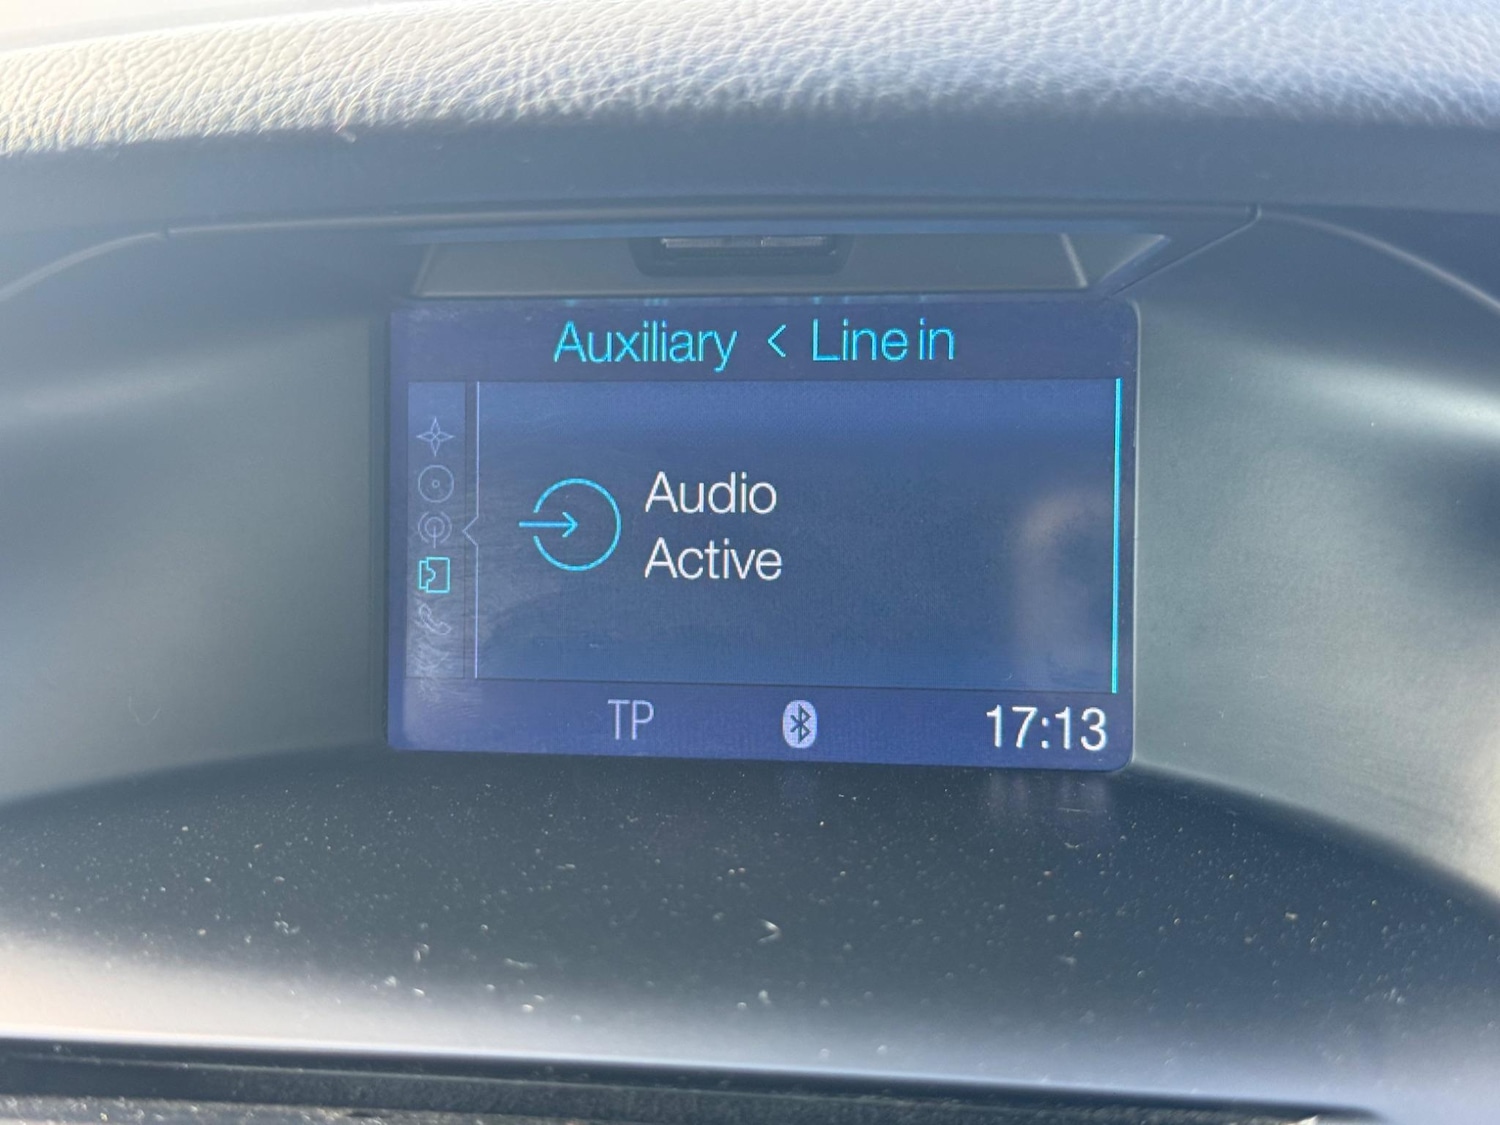 Auxiliary < Line in
Audio
Active
TP 17:13